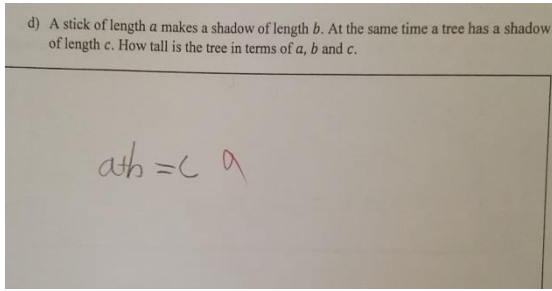 d) A stick of length a makes a shadow of length b. At the same time a tree has a shadow
of length c. How tall is the tree in terms of a, b and c.
a+b = c a